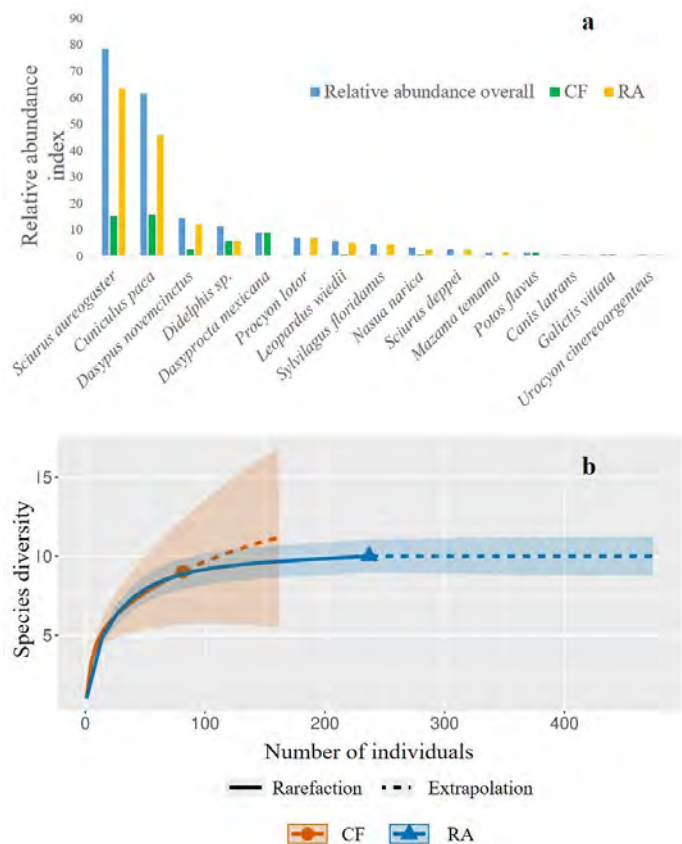 a
90
80
70
60
50
40
30
20
10
0
Relative abundance
index
Relative abundance overall CF RA
Sciurus aureogaster
Cuniculus paca
Dasypus novemcinctus
Didelphis sp.
Dasyprocta mexicana
Procyon lotor
Leopardus wiedii
Sylvilagus floridamus
Nasua narica
Sciurus deppei
Mazama temama
Potos flavus
Canis latrans
Galictis vittata
Urocyon cinereoargenteus
b
15
10
5
Species diversity
0 100 200 300 400
Number of individuals
Rarefaction Extrapolation
CF RA